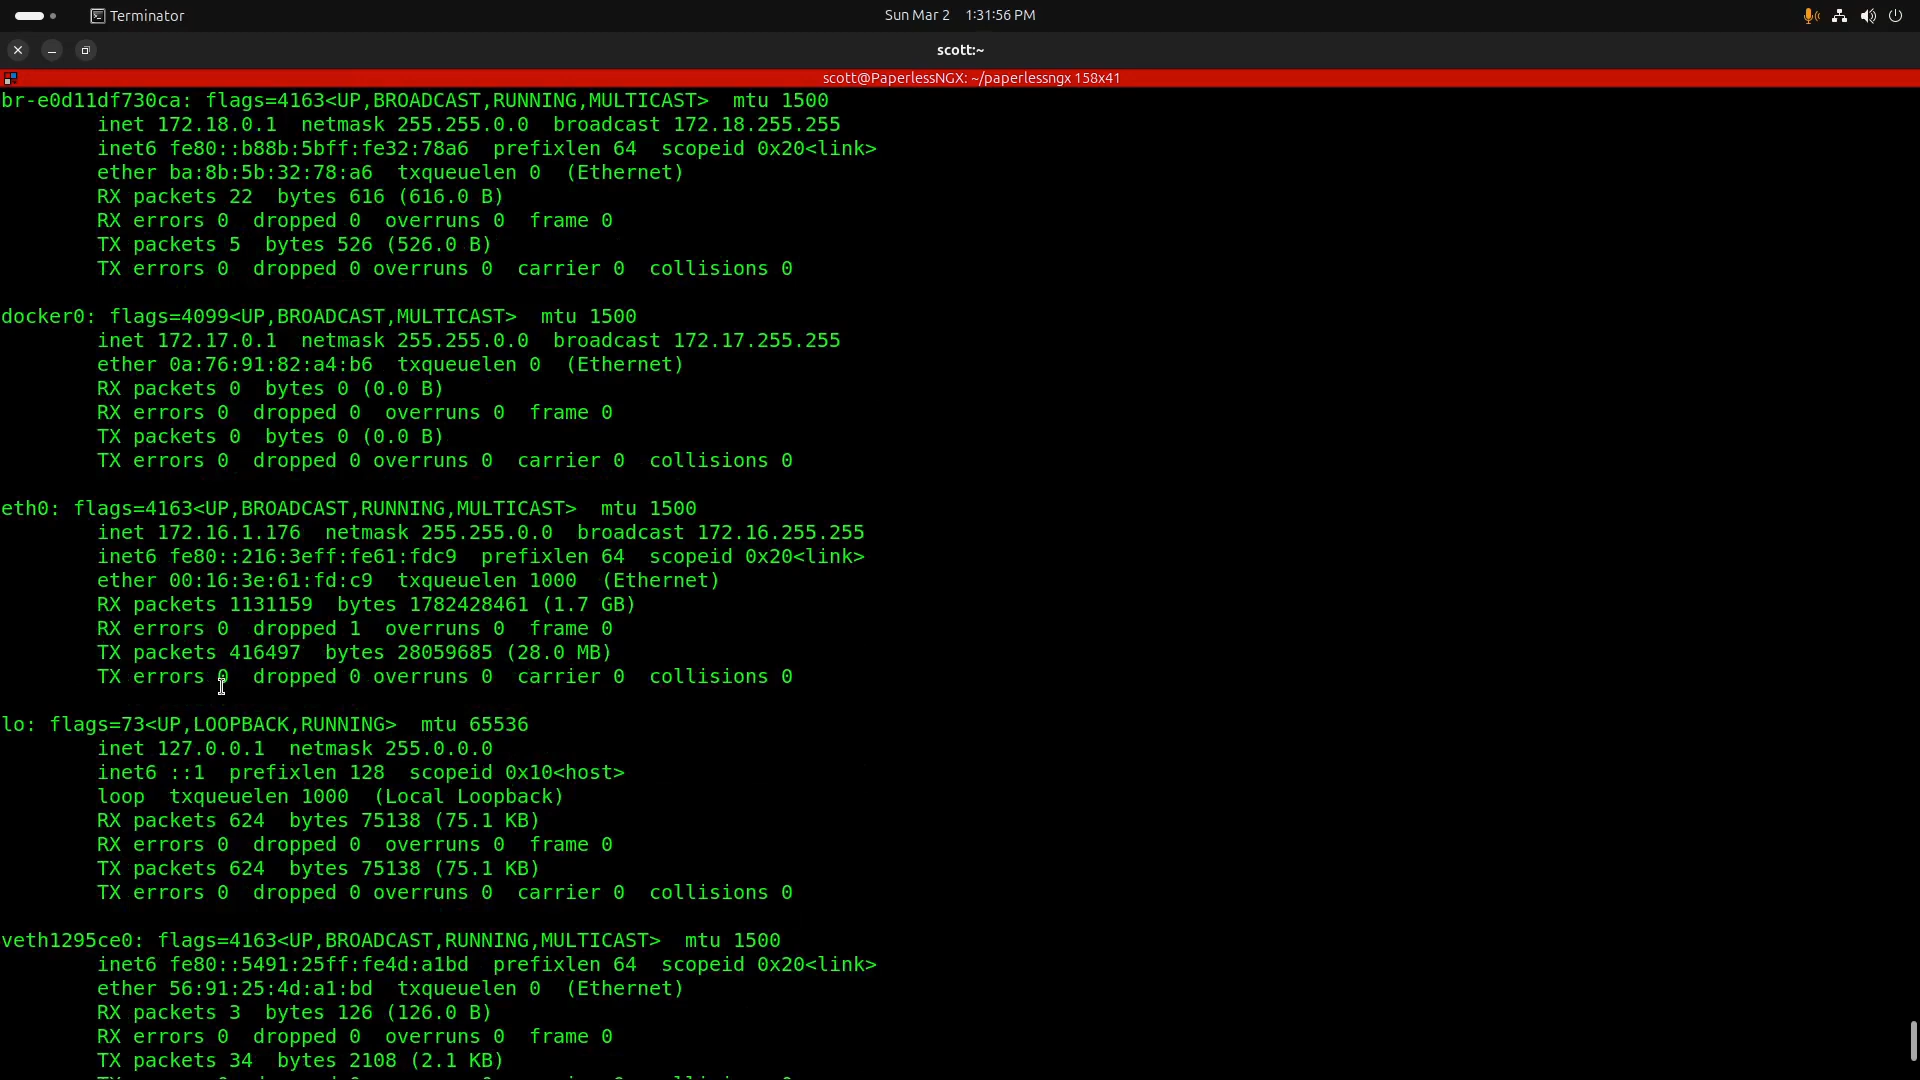 Terminator
Sun Mar 2 1:31:56 PM
scott:~
scott@PaperlessNGX: ~/paperlessngx 158x41
br-e0d11df730ca: flags=4163<UP,BROADCAST,RUNNING,MULTICAST>  mtu 1500
        inet 172.18.0.1  netmask 255.255.0.0  broadcast 172.18.255.255
        inet6 fe80::b88b:5bff:fe32:78a6  prefixlen 64  scopeid 0x20<link>
        ether ba:8b:5b:32:78:a6  txqueuelen 0  (Ethernet)
        RX packets 22  bytes 616 (616.0 B)
        RX errors 0  dropped 0  overruns 0  frame 0
        TX packets 5  bytes 526 (526.0 B)
        TX errors 0  dropped 0 overruns 0  carrier 0  collisions 0

docker0: flags=4099<UP,BROADCAST,MULTICAST>  mtu 1500
        inet 172.17.0.1  netmask 255.255.0.0  broadcast 172.17.255.255
        ether 0a:76:91:82:a4:b6  txqueuelen 0  (Ethernet)
        RX packets 0  bytes 0 (0.0 B)
        RX errors 0  dropped 0  overruns 0  frame 0
        TX packets 0  bytes 0 (0.0 B)
        TX errors 0  dropped 0 overruns 0  carrier 0  collisions 0

eth0: flags=4163<UP,BROADCAST,RUNNING,MULTICAST>  mtu 1500
        inet 172.16.1.176  netmask 255.255.0.0  broadcast 172.16.255.255
        inet6 fe80::216:3eff:fe61:fdc9  prefixlen 64  scopeid 0x20<link>
        ether 00:16:3e:61:fd:c9  txqueuelen 1000  (Ethernet)
        RX packets 1131159  bytes 1782428461 (1.7 GB)
        RX errors 0  dropped 1  overruns 0  frame 0
        TX packets 416497  bytes 28059685 (28.0 MB)
        TX errors 0  dropped 0 overruns 0  carrier 0  collisions 0

lo: flags=73<UP,LOOPBACK,RUNNING>  mtu 65536
        inet 127.0.0.1  netmask 255.0.0.0
        inet6 ::1  prefixlen 128  scopeid 0x10<host>
        loop  txqueuelen 1000  (Local Loopback)
        RX packets 624  bytes 75138 (75.1 KB)
        RX errors 0  dropped 0  overruns 0  frame 0
        TX packets 624  bytes 75138 (75.1 KB)
        TX errors 0  dropped 0 overruns 0  carrier 0  collisions 0

veth1295ce0: flags=4163<UP,BROADCAST,RUNNING,MULTICAST>  mtu 1500
        inet6 fe80::5491:25ff:fe4d:a1bd  prefixlen 64  scopeid 0x20<link>
        ether 56:91:25:4d:a1:bd  txqueuelen 0  (Ethernet)
        RX packets 3  bytes 126 (126.0 B)
        RX errors 0  dropped 0  overruns 0  frame 0
        TX packets 34  bytes 2108 (2.1 KB)